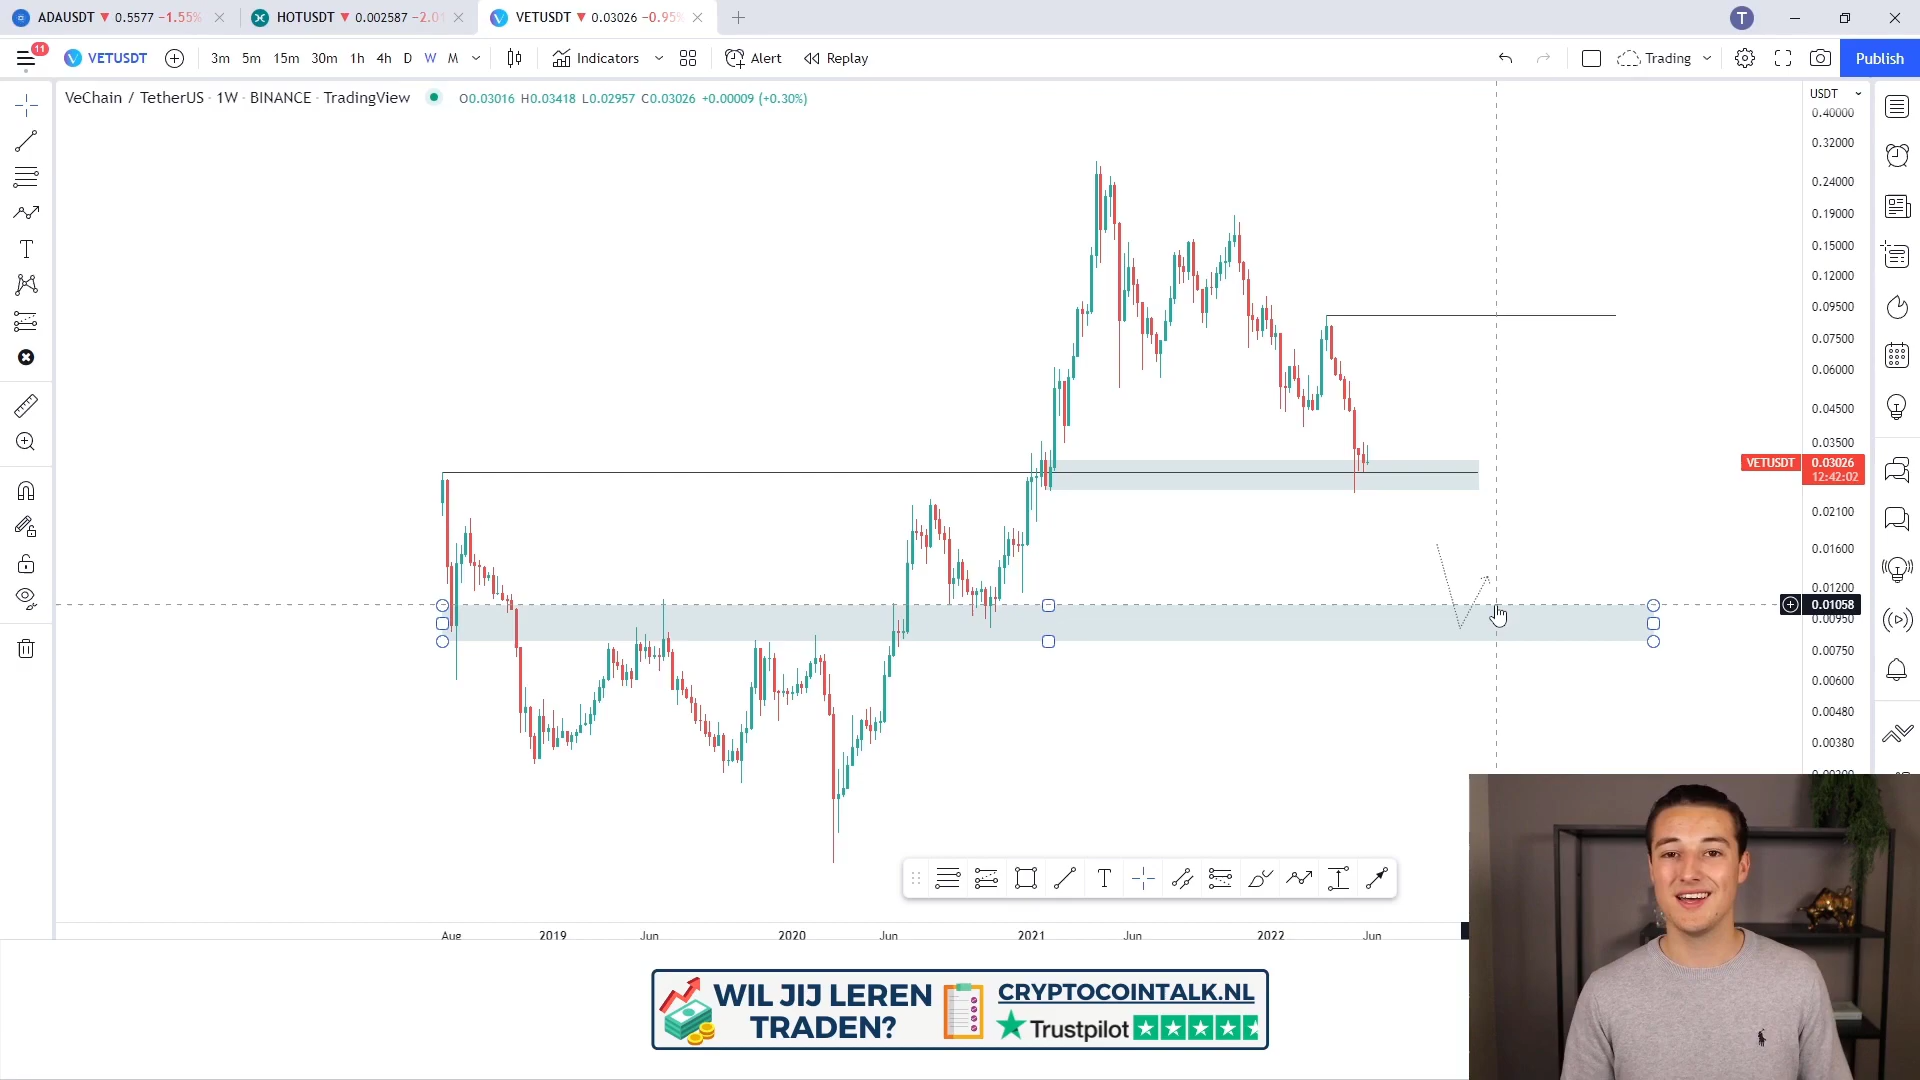 ADAUSDT ▼ 0.5577 −1.55%
HOTUSDT ▼ 0.002587 −2.01
VETUSDT ▼ 0.03026 −0.95%
T
11
VETUSDT
3m 5m 15m 30m 1h 4h D W M
Indicators
Alert
Replay
Trading
Publish
VeChain / TetherUS · 1W · BINANCE · TradingView
O0.03016 H0.03418 L0.02957 C0.03026 +0.00009 (+0.30%)
USDT
0.40000
0.32000
0.24000
0.19000
0.15000
0.12000
0.09500
0.07500
0.06000
0.04500
0.03500
VETUSDT 0.03026
12:42:02
0.02100
0.01600
0.01200
0.01058
0.00950
0.00750
0.00600
0.00480
0.00380
Aug 2019 Jun 2020 Jun 2021 Jun 2022 Jun
WIL JIJ LEREN
TRADEN?
CRYPTOCOINTALK.NL
Trustpilot